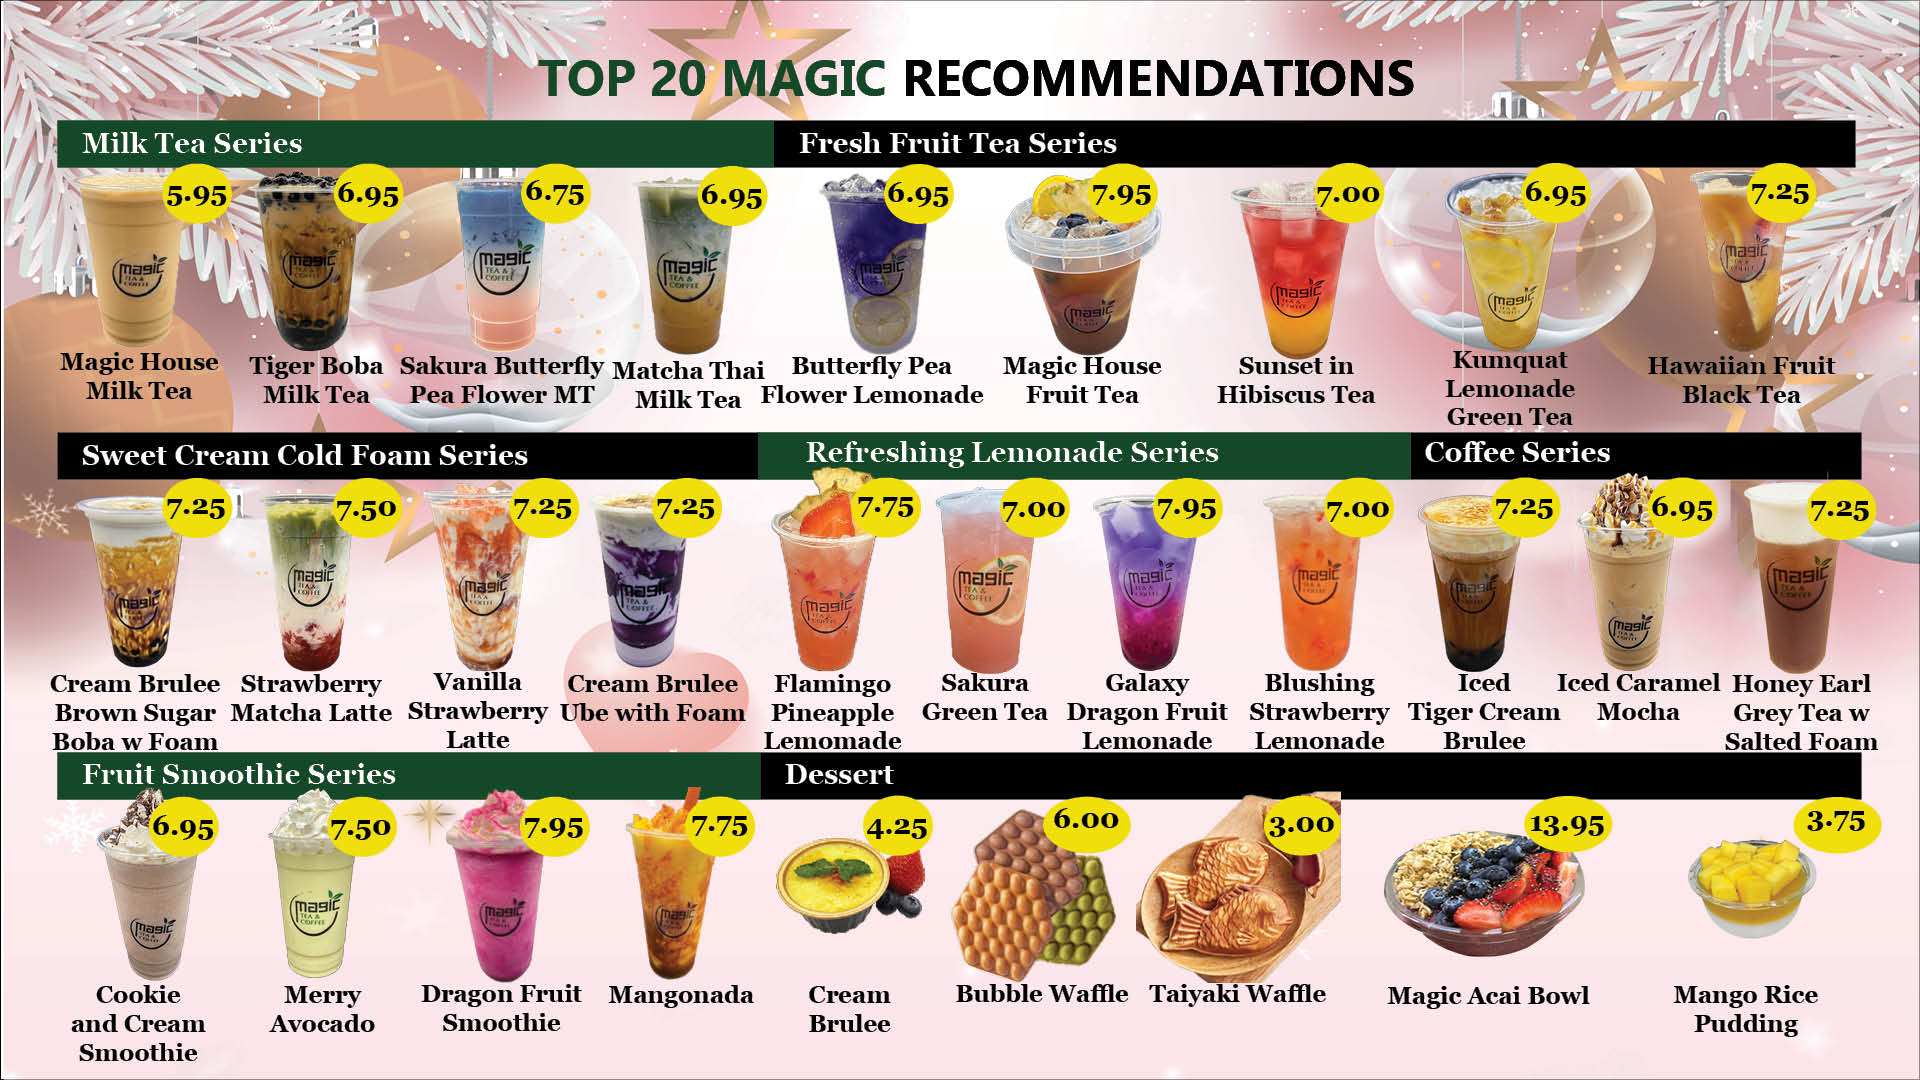 TOP 20 MAGIC RECOMMENDATIONS
Milk Tea Series
Fresh Fruit Tea Series
5.95
6.95
6.75
6.95
6.95
7.95
7.00
6.95
7.25
magic
TEA &
COFFEE
Magic House
Milk Tea
Tiger Boba
Milk Tea
Sakura Butterfly
Pea Flower MT
Matcha Thai
Milk Tea
Butterfly Pea
Flower Lemonade
Magic House
Fruit Tea
Sunset in
Hibiscus Tea
Kumquat
Lemonade
Green Tea
Hawaiian Fruit
Black Tea
Sweet Cream Cold Foam Series
Refreshing Lemonade Series
Coffee Series
7.25
7.50
7.25
7.25
7.75
7.00
7.95
7.00
7.25
6.95
7.25
Cream Brulee
Brown Sugar
Boba w Foam
Strawberry
Matcha Latte
Vanilla
Strawberry
Latte
Cream Brulee
Ube with Foam
Flamingo
Pineapple
Lemomade
Sakura
Green Tea
Galaxy
Dragon Fruit
Lemonade
Blushing
Strawberry
Lemonade
Iced
Tiger Cream
Brulee
Iced Caramel
Mocha
Honey Earl
Grey Tea w
Salted Foam
Fruit Smoothie Series
Dessert
6.95
7.50
7.95
7.75
4.25
6.00
3.00
13.95
3.75
Cookie
and Cream
Smoothie
Merry
Avocado
Dragon Fruit
Smoothie
Mangonada
Cream
Brulee
Bubble Waffle
Taiyaki Waffle
Magic Acai Bowl
Mango Rice
Pudding